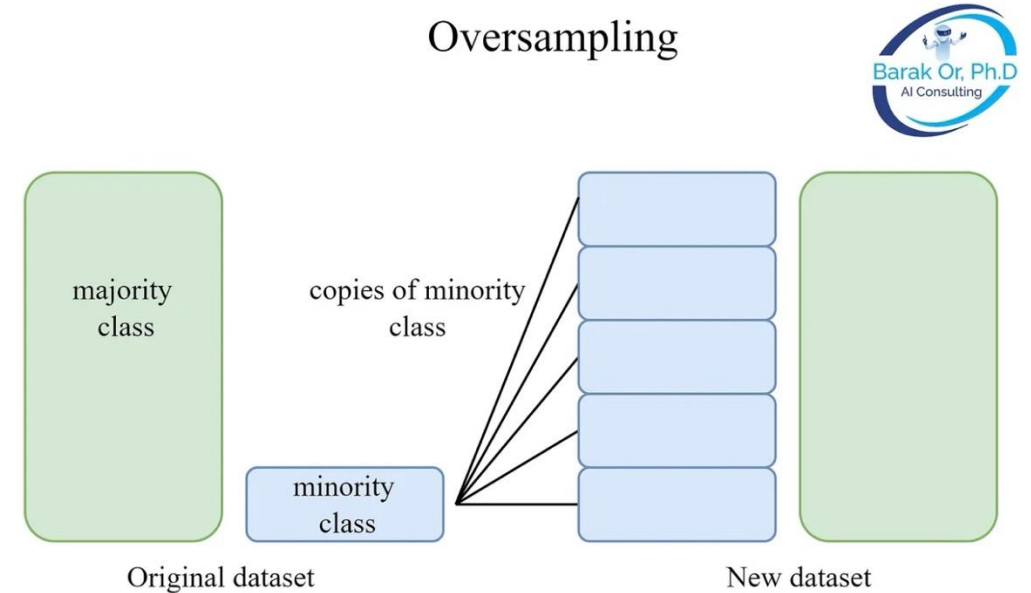 Oversampling
Barak Or, Ph.D
AI Consulting
majority
class
copies of minority
class
minority
class
Original dataset
New dataset